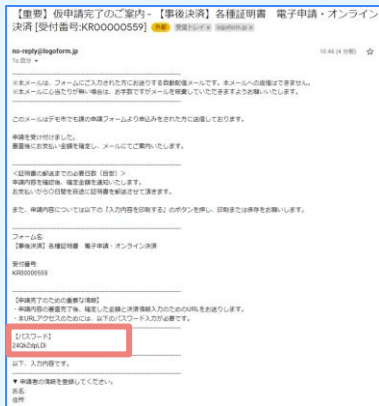 【重要】仮申請完了のご案内 - 【事後決済】各種証明書　電子申請・オンライン
決済 [受付番号:KR00000559] 外部 受信トレイ× logoform.jp ×
no-reply@logoform.jp
10:46 (4 分前)
To 自分
※本メールは、フォームにご入力された方にお送りする自動配信メールです。本メールへの返信はできません。
※本メールに心当たりが無い場合は、お手数ですがメールを破棄していただきますようお願いいたします。
このメールはデモ市でも課の申請フォームより申込みをされた方に送信しております。
申請を受け付けました。
審査後にお支払い金額を確定し、メールにてご案内いたします。
＜証明書の郵送までの必要日数（目安）＞
申請内容を確認後、確定金額を通知いたします。
お支払いから〇日間を目途に証明書を郵送させて頂きます。
また、申請内容については以下の『入力内容を印刷する』のボタンを押し、印刷または保存をお願いします。
フォーム名
【事後決済】各種証明書　電子申請・オンライン決済
受付番号
KR00000559
【申請完了のための重要な情報】
・申請内容の審査完了後、確定した金額と決済情報入力のためのURLをお送りします。
・本URLアクセスのためには、以下のパスワード入力が必要です。
【パスワード】
24QkZdpLDi
以下、入力内容です。
▼ 申請者の情報を登録してください。
氏名:
住所: